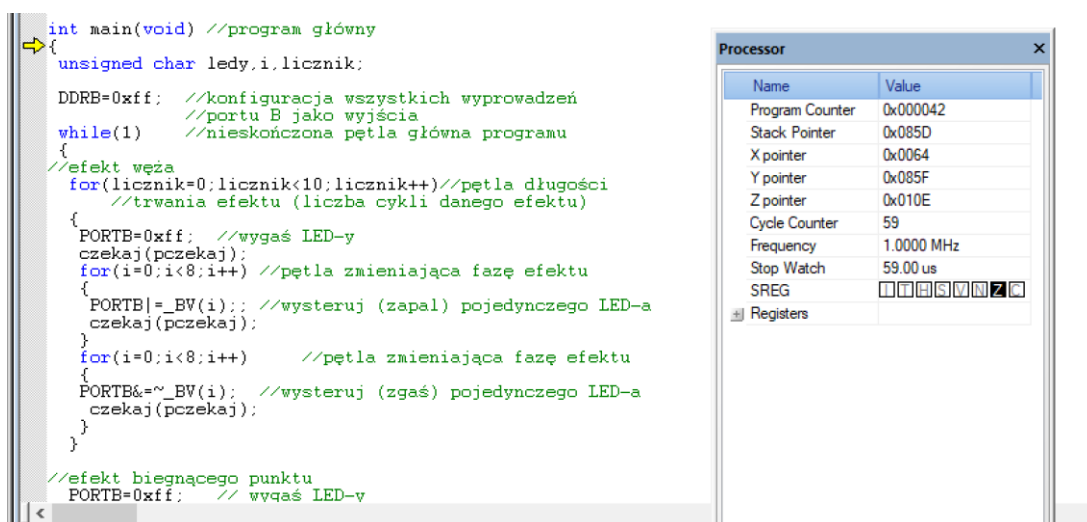 int main(void) //program główny
{
unsigned char ledy,i,licznik;
DDRB=0xff; //konfiguracja wszystkich wyprowadzeń
//portu B jako wyjścia
while(1) //nieskończona pętla główna programu
{
//efekt węża
for(licznik=0;licznik<10;licznik++)//pętla długości
//trwania efektu (liczba cykli danego efektu)
{
PORTB=0xff; //wygaś LED-y
czekaj(pczekaj);
for(i=0;i<8;i++) //pętla zmieniająca fazę efektu
{
PORTB|=_BV(i);; //wysteruj (zapal) pojedynczego LED-a
czekaj(pczekaj);
}
for(i=0;i<8;i++) //pętla zmieniająca fazę efektu
{
PORTB&=~_BV(i); //wysteruj (zgaś) pojedynczego LED-a
czekaj(pczekaj);
}
}
//efekt biegnącego punktu
PORTB=0xff; // wygaś LED-y
Processor
Name Value
Program Counter 0x000042
Stack Pointer 0x085D
X pointer 0x0064
Y pointer 0x085F
Z pointer 0x010E
Cycle Counter 59
Frequency 1.0000 MHz
Stop Watch 59.00 us
SREG I T H S V N Z C
Registers